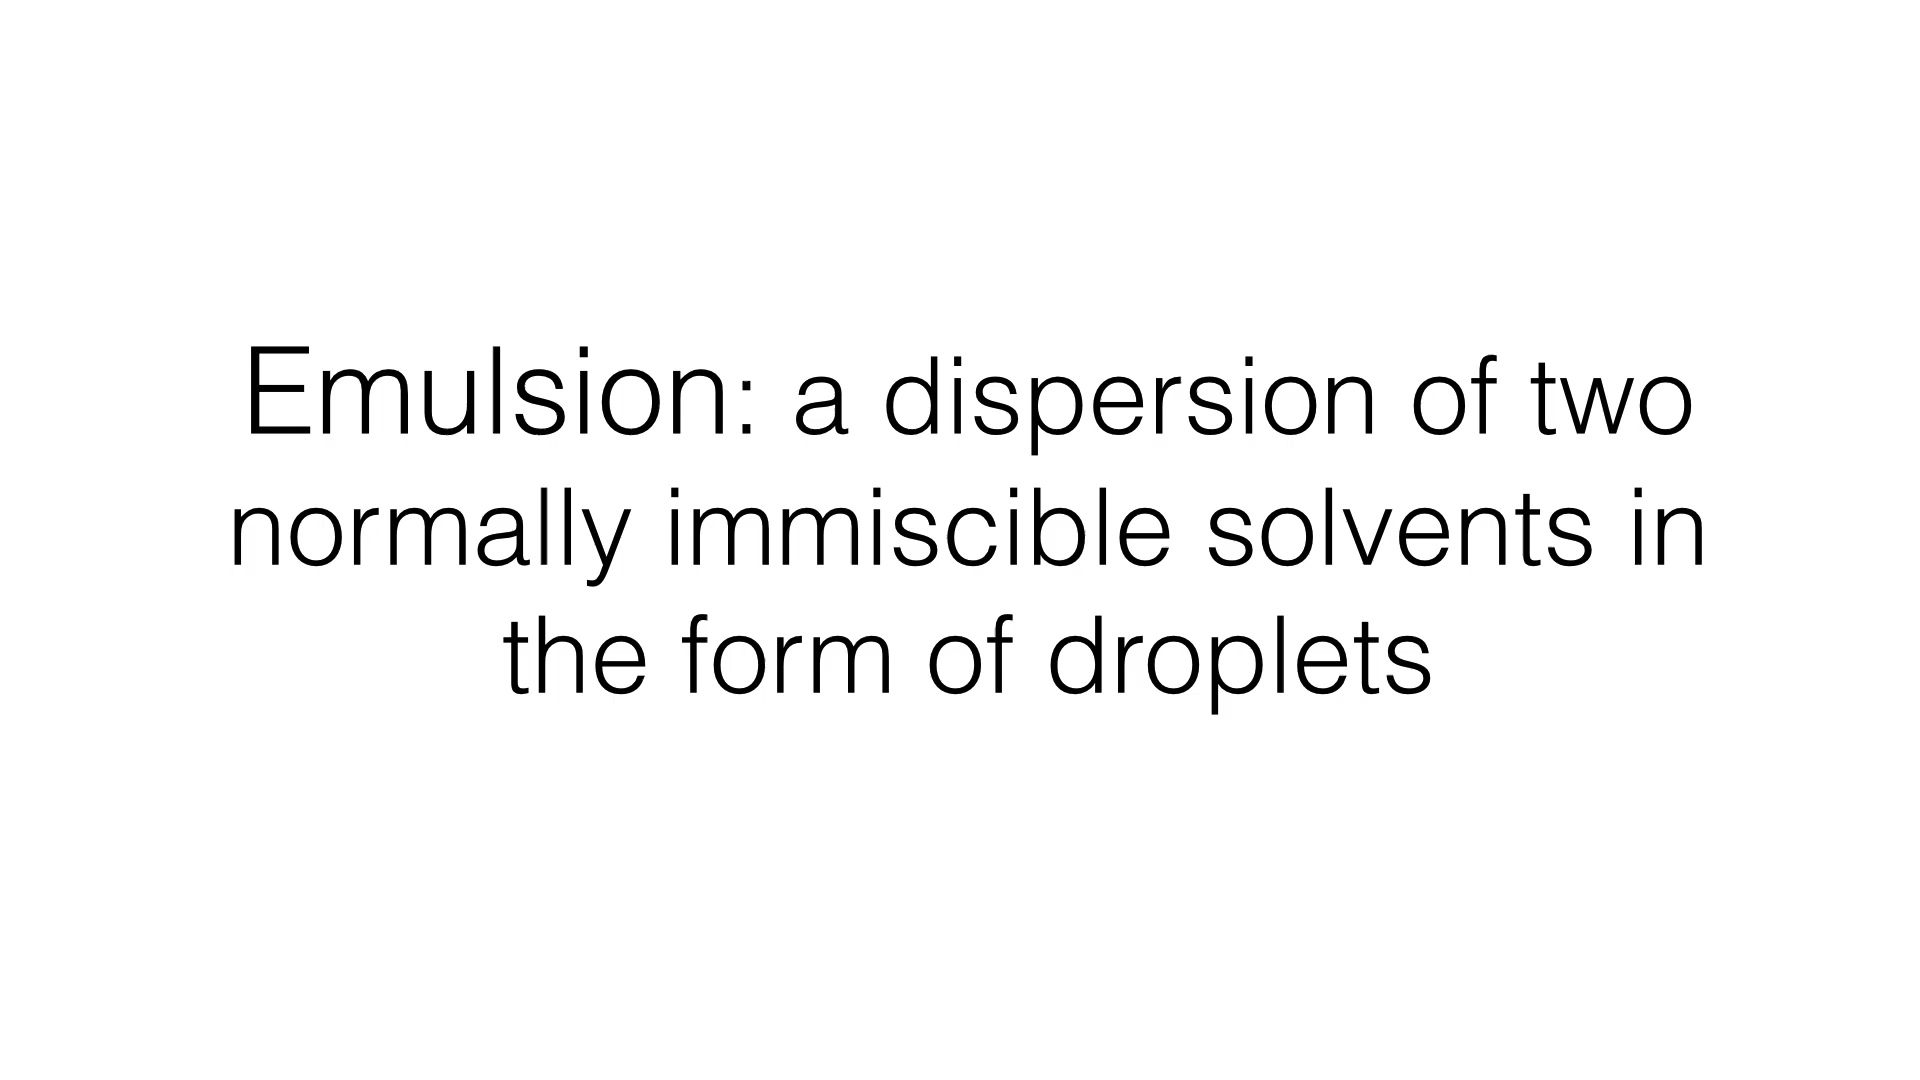 Emulsion: a dispersion of two
normally immiscible solvents in
the form of droplets